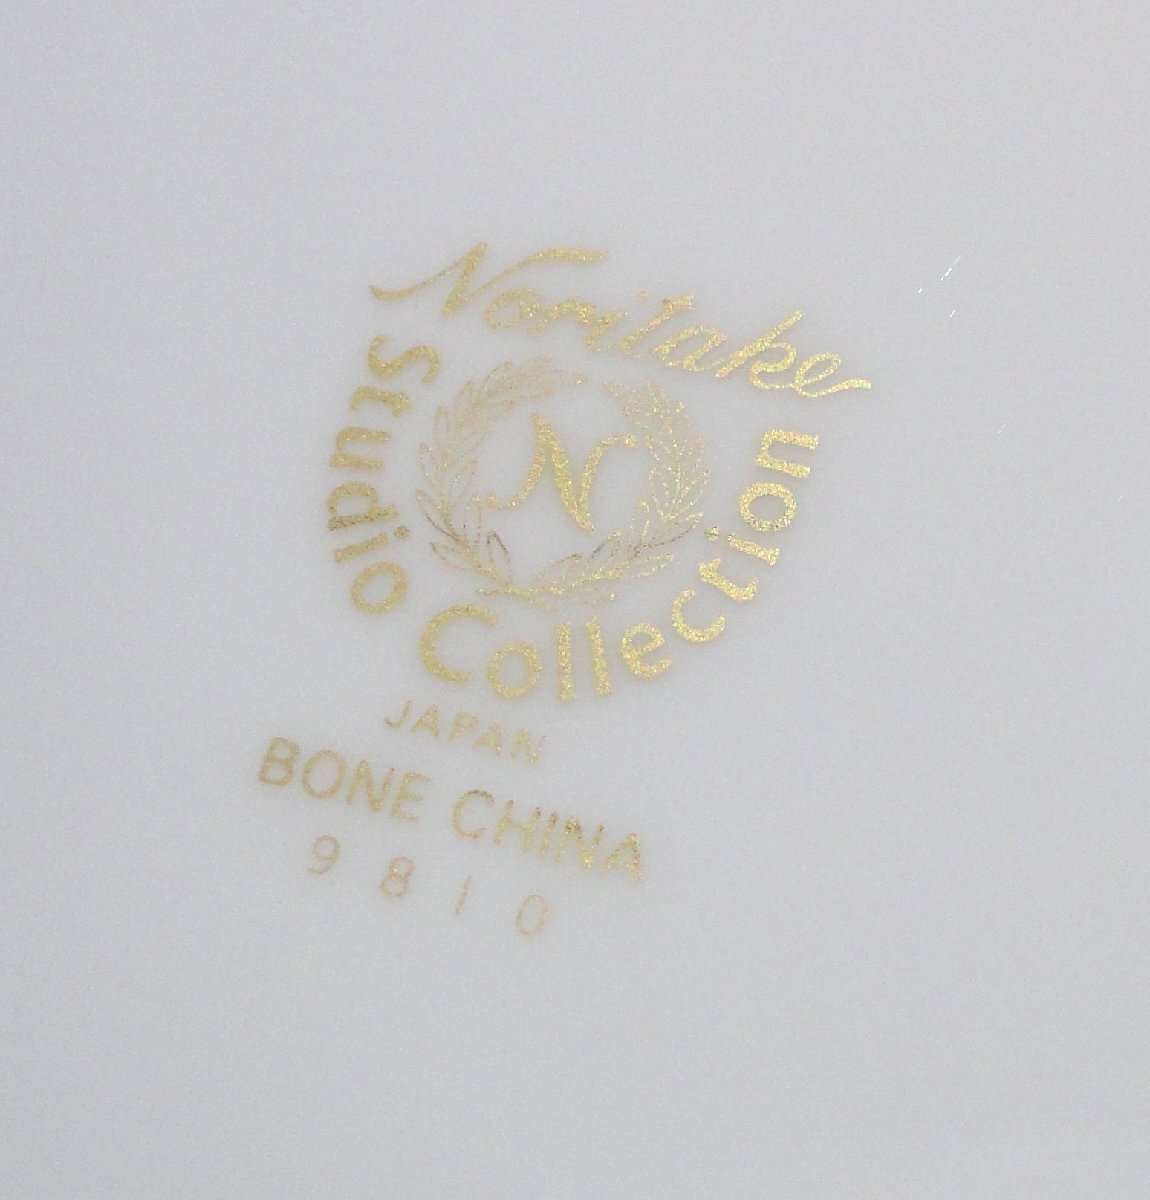 Noritake
N
Studio Collection
JAPAN
BONE CHINA
9810